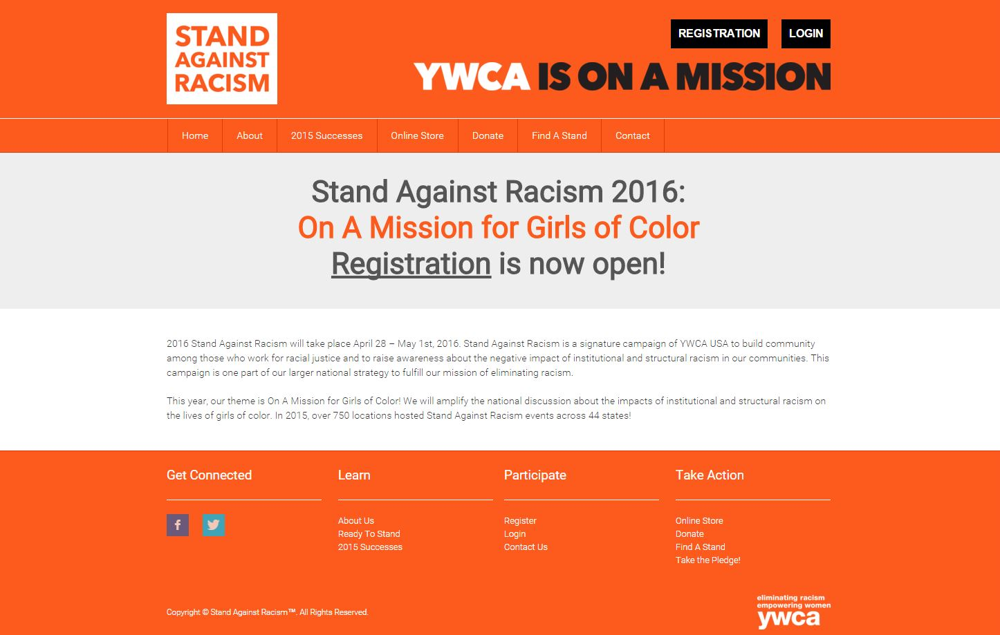 STAND
AGAINST
RACISM
REGISTRATION
LOGIN
YWCA IS ON A MISSION
Home
About
2015 Successes
Online Store
Donate
Find A Stand
Contact
Stand Against Racism 2016:
On A Mission for Girls of Color
Registration is now open!
2016 Stand Against Racism will take place April 28 – May 1st, 2016. Stand Against Racism is a signature campaign of YWCA USA to build community
among those who work for racial justice and to raise awareness about the negative impact of institutional and structural racism in our communities. This
campaign is one part of our larger national strategy to fulfill our mission of eliminating racism.
This year, our theme is On A Mission for Girls of Color! We will amplify the national discussion about the impacts of institutional and structural racism on
the lives of girls of color. In 2015, over 750 locations hosted Stand Against Racism events across 44 states!
Get Connected
Learn
About Us
Ready To Stand
2015 Successes
Participate
Register
Login
Contact Us
Take Action
Online Store
Donate
Find A Stand
Take the Pledge!
Copyright © Stand Against Racism™. All Rights Reserved.
eliminating racism
empowering women
ywca